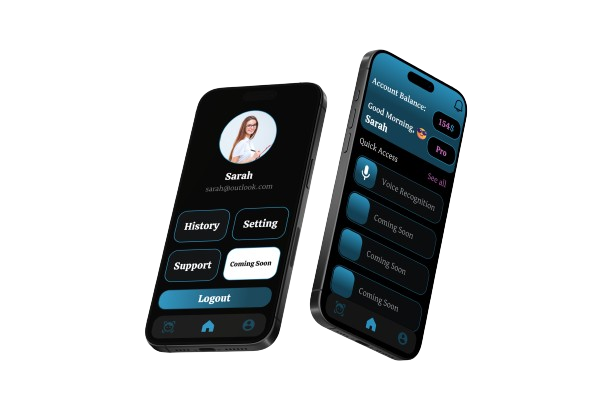 Sarah
sarah@outlook.com
History
Setting
Support
Coming Soon
Logout
Account Balance:
154$
Good Morning,
Sarah
Pro
Quick Access
See all
Voice Recognition
Coming Soon
Coming Soon
Coming Soon